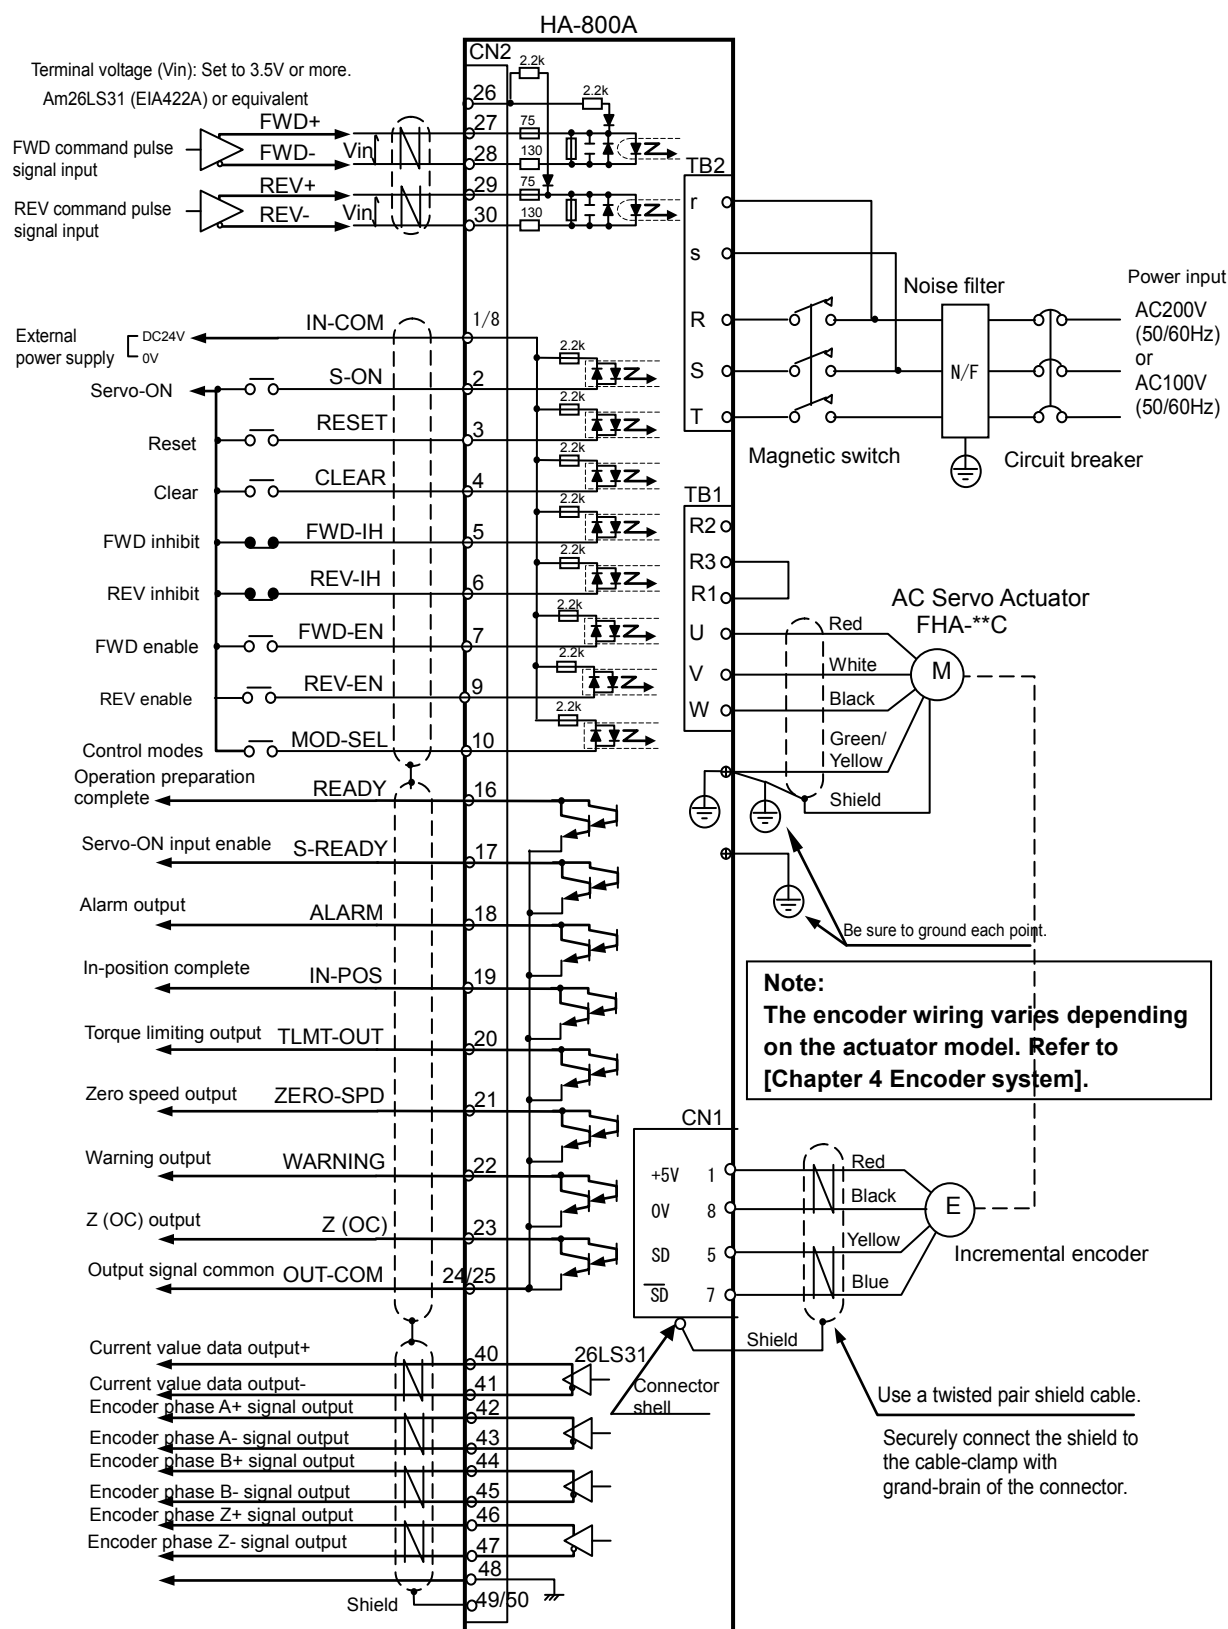 HA-800A
CN2
Terminal voltage (Vin): Set to 3.5V or more.
Am26LS31 (EIA422A) or equivalent
2.2k
26
2.2k
FWD command pulse
signal input
FWD+
FWD-
Vin
27
75
28
130
REV command pulse
signal input
REV+
REV-
Vin
29
75
30
130
External
power supply
DC24V
0V
IN-COM
1/8
2.2k
Servo-ON
S-ON
2
2.2k
Reset
RESET
3
2.2k
Clear
CLEAR
4
2.2k
FWD inhibit
FWD-IH
5
2.2k
REV inhibit
REV-IH
6
2.2k
FWD enable
FWD-EN
7
2.2k
REV enable
REV-EN
9
2.2k
Control modes
MOD-SEL
10
Operation preparation
complete
READY
16
Servo-ON input enable
S-READY
17
Alarm output
ALARM
18
In-position complete
IN-POS
19
Torque limiting output
TLMT-OUT
20
Zero speed output
ZERO-SPD
21
Warning output
WARNING
22
Z (OC) output
Z (OC)
23
Output signal common
OUT-COM
24/25
Current value data output+
40
26LS31
Current value data output-
41
Encoder phase A+ signal output
42
Encoder phase A- signal output
43
Encoder phase B+ signal output
44
Encoder phase B- signal output
45
Encoder phase Z+ signal output
46
Encoder phase Z- signal output
47
48
Shield
49/50
TB2
r
s
R
S
T
Magnetic switch
Noise filter
N/F
Circuit breaker
Power input
AC200V
(50/60Hz)
or
AC100V
(50/60Hz)
TB1
R2
R3
R1
U
V
W
AC Servo Actuator
FHA-**C
Red
White
Black
Green/
Yellow
Shield
M
Be sure to ground each point.
Note:
The encoder wiring varies depending
on the actuator model. Refer to
[Chapter 4 Encoder system].
CN1
+5V 1
0V 8
SD 5
S̅D̅ 7
Red
Black
Yellow
Blue
E
Incremental encoder
Shield
Connector
shell
Use a twisted pair shield cable.
Securely connect the shield to
the cable-clamp with
grand-brain of the connector.